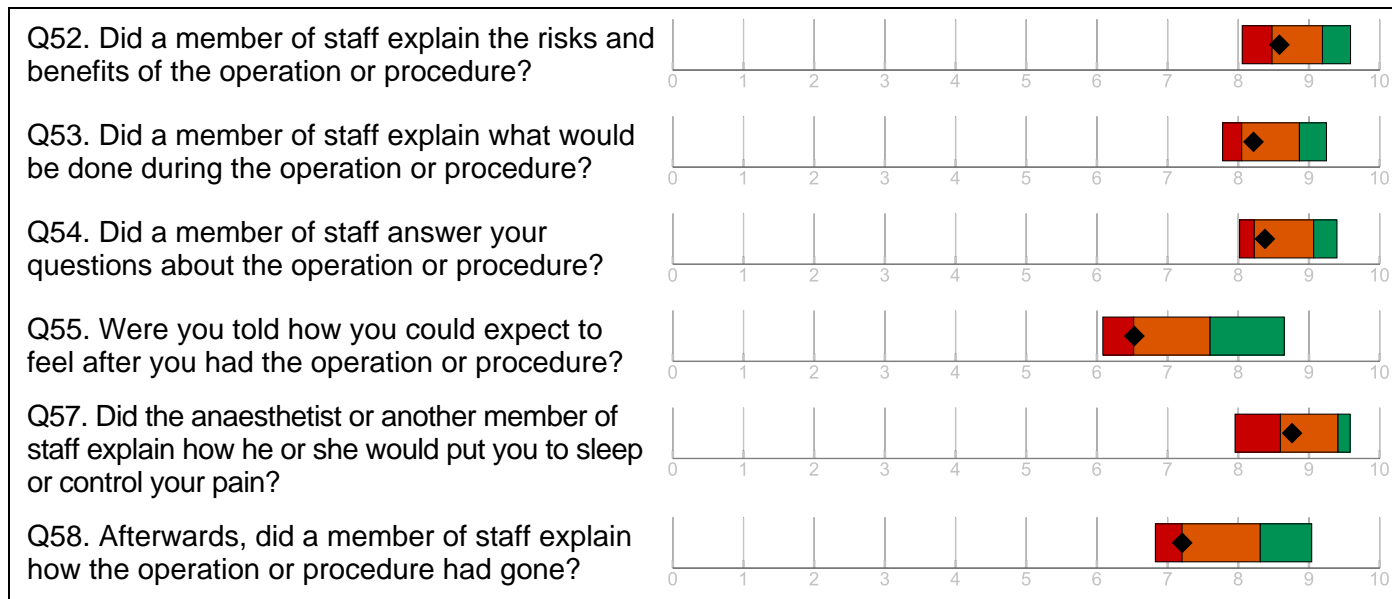 Q52. Did a member of staff explain the risks and
benefits of the operation or procedure?
0 1 2 3 4 5 6 7 8 9 10
Q53. Did a member of staff explain what would
be done during the operation or procedure?
0 1 2 3 4 5 6 7 8 9 10
Q54. Did a member of staff answer your
questions about the operation or procedure?
0 1 2 3 4 5 6 7 8 9 10
Q55. Were you told how you could expect to
feel after you had the operation or procedure?
0 1 2 3 4 5 6 7 8 9 10
Q57. Did the anaesthetist or another member of
staff explain how he or she would put you to sleep
or control your pain?
0 1 2 3 4 5 6 7 8 9 10
Q58. Afterwards, did a member of staff explain
how the operation or procedure had gone?
0 1 2 3 4 5 6 7 8 9 10